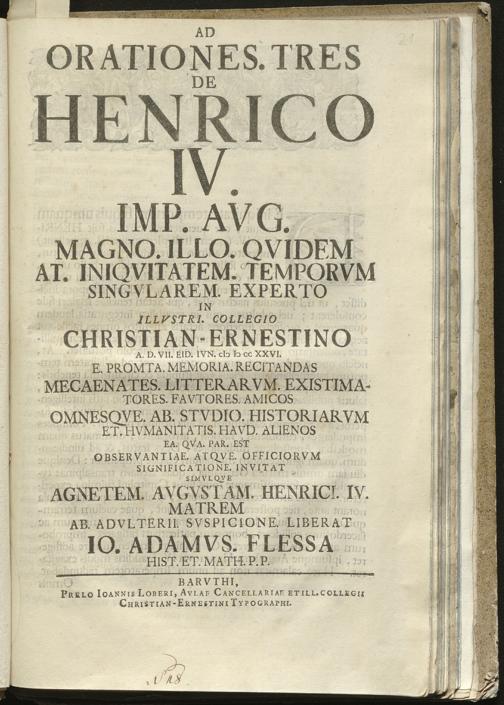 AD
ORATIONES. TRES
DE
HENRICO
IV.
IMP. AVG.
MAGNO. ILLO. QVIDEM
AT. INIQVITATEM. TEMPORVM
SINGVLAREM. EXPERTO
IN
ILLVSTRI. COLLEGIO
CHRISTIAN-ERNESTINO
A. D. VII. EID. IVN. cIɔ Iɔ cc XXVI.
E. PROMTA. MEMORIA. RECITANDAS
MECAENATES. LITTERARVM. EXISTIMA-
TORES. FAVTORES. AMICOS
OMNESQVE. AB. STVDIO. HISTORIARVM
ET. HVMANITATIS. HAVD. ALIENOS
EA. QVA. PAR. EST
OBSERVANTIAE. ATQVE. OFFICIORVM
SIGNIFICATIONE. INVITAT
SIMVLQVE
AGNETEM. AVGVSTAM. HENRICI. IV.
MATREM
AB. ADVLTERII. SVSPICIONE. LIBERAT
IO. ADAMVS. FLESSA
HIST. ET. MATH. P. P.
BARVTHI,
PRELO IOANNIS LOBERI, AVLAE CANCELLARIAE ET ILL. COLLEGII
CHRISTIAN-ERNESTINI TYPOGRAPHI.